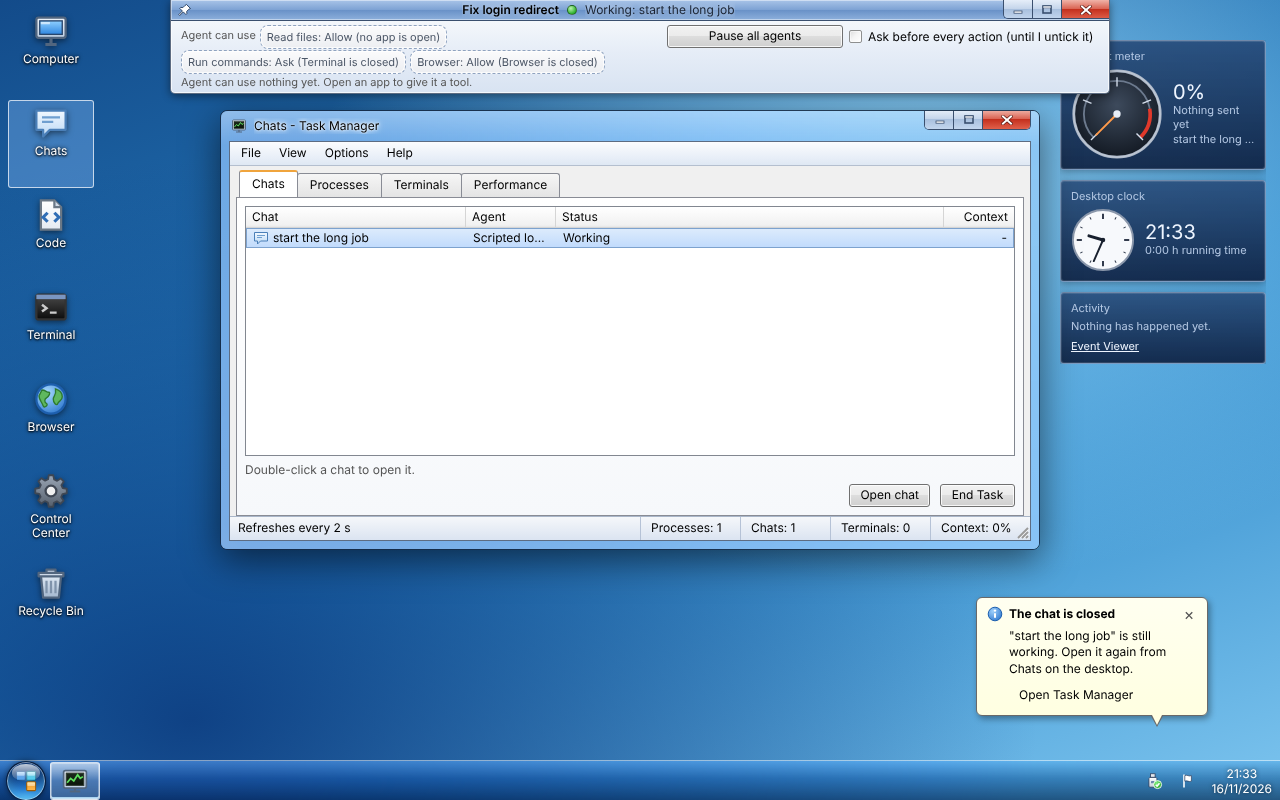 Fix login redirect Working: start the long job
Agent can use Read files: Allow (no app is open)
Pause all agents
Ask before every action (until I untick it)
Run commands: Ask (Terminal is closed) Browser: Allow (Browser is closed)
Agent can use nothing yet. Open an app to give it a tool.
Computer
Chats
Code
Terminal
Browser
Control
Center
Recycle Bin
Chats - Task Manager
File View Options Help
Chats Processes Terminals Performance
Chat Agent Status Context
start the long job Scripted lo... Working -
Double-click a chat to open it.
Open chat End Task
Refreshes every 2 s Processes: 1 Chats: 1 Terminals: 0 Context: 0%
meter
0%
Nothing sent
yet
start the long ...
Desktop clock
21:33
0:00 h running time
Activity
Nothing has happened yet.
Event Viewer
The chat is closed
"start the long job" is still
working. Open it again from
Chats on the desktop.
Open Task Manager
21:33
16/11/2026